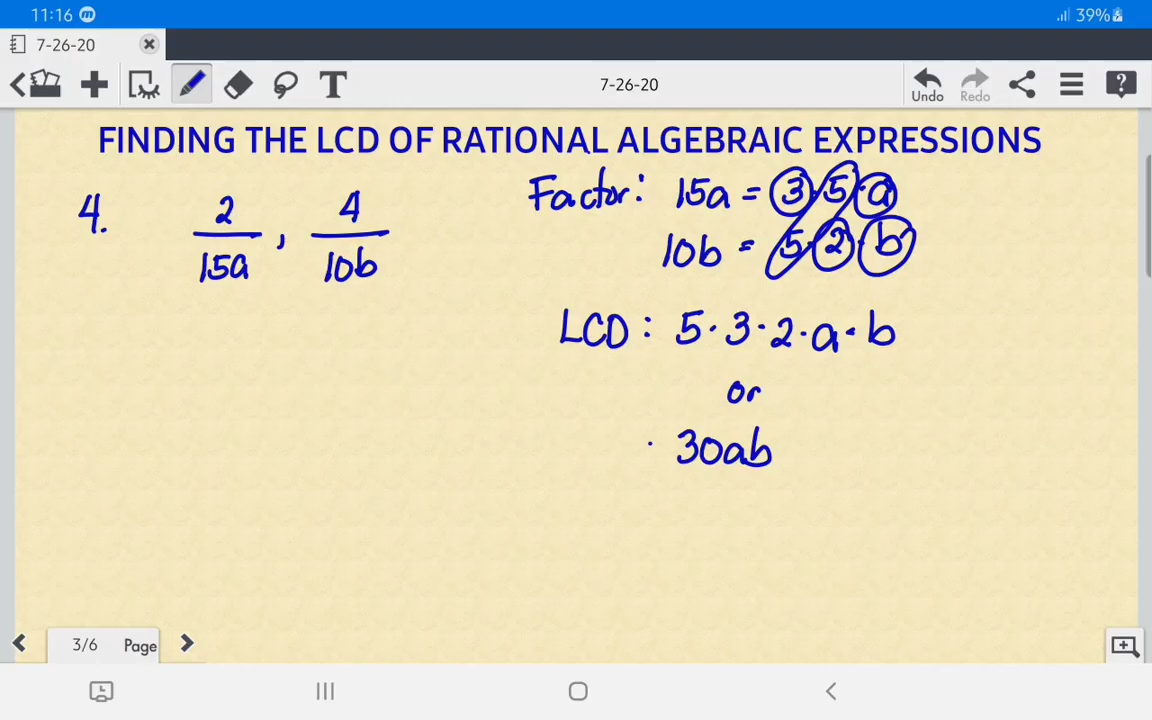 11:16 39%
7-26-20
T 7-26-20 Undo Redo
FINDING THE LCD OF RATIONAL ALGEBRAIC EXPRESSIONS
4. 2/15a , 4/10b
Factor: 15a = 3·5·a
10b = 5·2·b
LCD: 5·3·2·a·b
or
30ab
3/6 Page